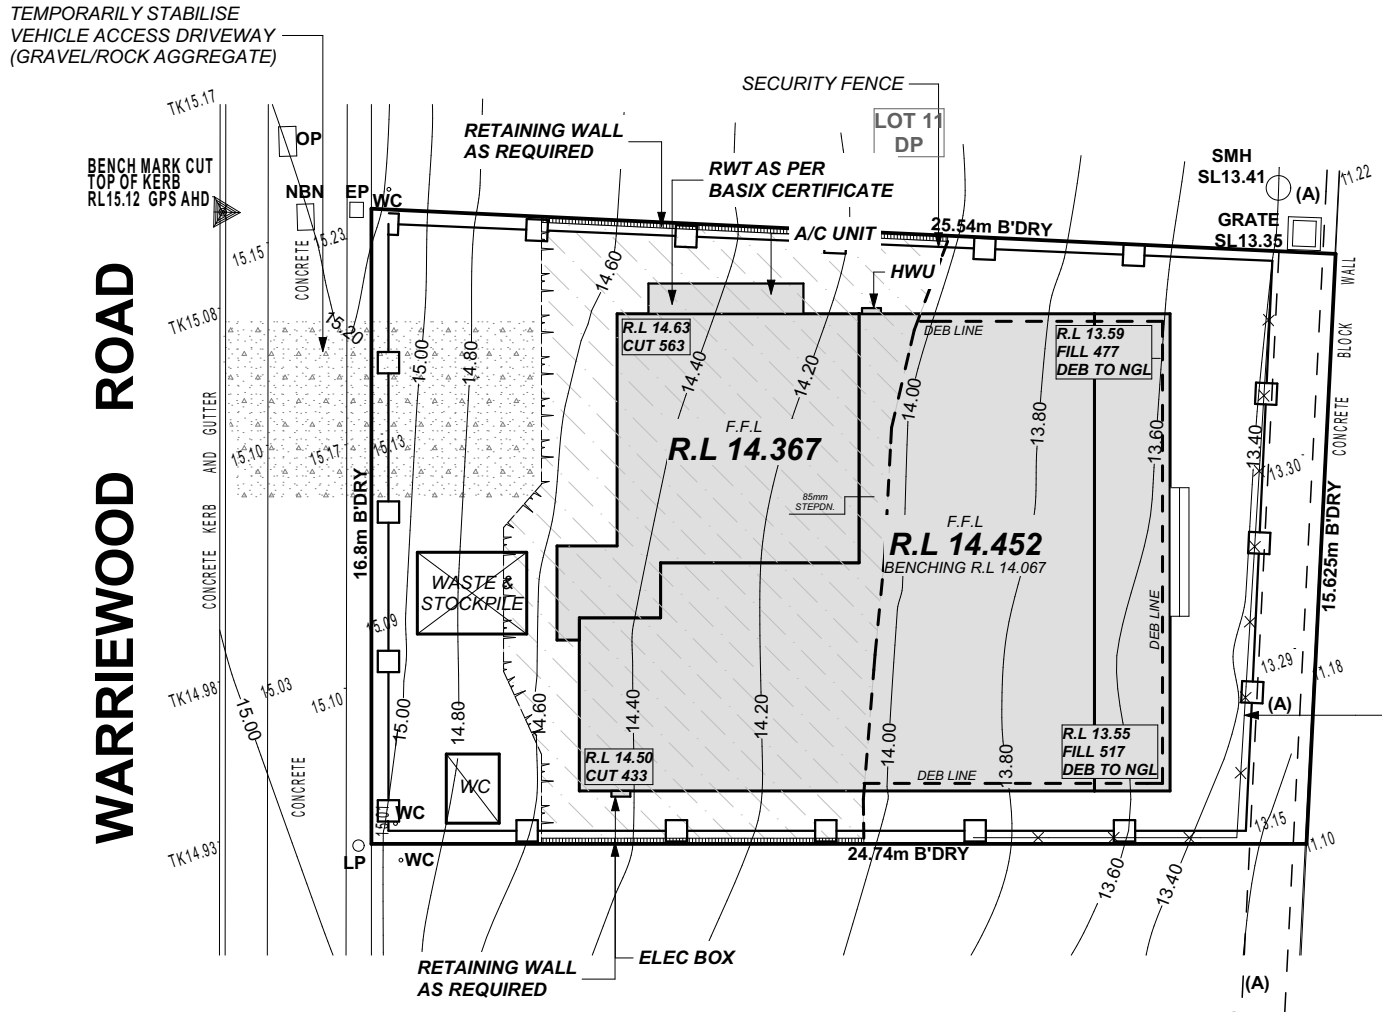 TEMPORARILY STABILISE
VEHICLE ACCESS DRIVEWAY
(GRAVEL/ROCK AGGREGATE)
TK15.17
OP
BENCH MARK CUT
TOP OF KERB
RL15.12 GPS AHD
NBN
EP
WC
RETAINING WALL
AS REQUIRED
SECURITY FENCE
LOT 11
DP
RWT AS PER
BASIX CERTIFICATE
A/C UNIT
25.54m B'DRY
HWU
SMH
SL13.41
(A)
11.22
GRATE
SL13.35
15.15
15.23
CONCRETE
TK15.08
15.20
15.00
14.80
14.60
R.L 14.63
CUT 563
14.40
14.20
14.00
DEB LINE
R.L 13.59
FILL 477
DEB TO NGL
13.80
13.60
13.40
13.30
CONCRETE BLOCK WALL
WARRIEWOOD ROAD
CONCRETE KERB AND GUTTER
15.10
15.17
15.13
16.8m B'DRY
F.F.L
R.L 14.367
85mm
STEPDN.
F.F.L
R.L 14.452
BENCHING R.L 14.067
15.625m B'DRY
WASTE &
STOCKPILE
15.09
DEB LINE
TK14.98
15.03
15.10
15.00
15.00
14.80
14.60
14.40
14.20
14.00
13.80
13.29
11.18
(A)
R.L 14.50
CUT 433
R.L 13.55
FILL 517
DEB TO NGL
DEB LINE
CONCRETE
WC
WC
15.01
TK14.93
LP
WC
24.74m B'DRY
13.15
11.10
13.60
13.40
ELEC BOX
RETAINING WALL
AS REQUIRED
(A)